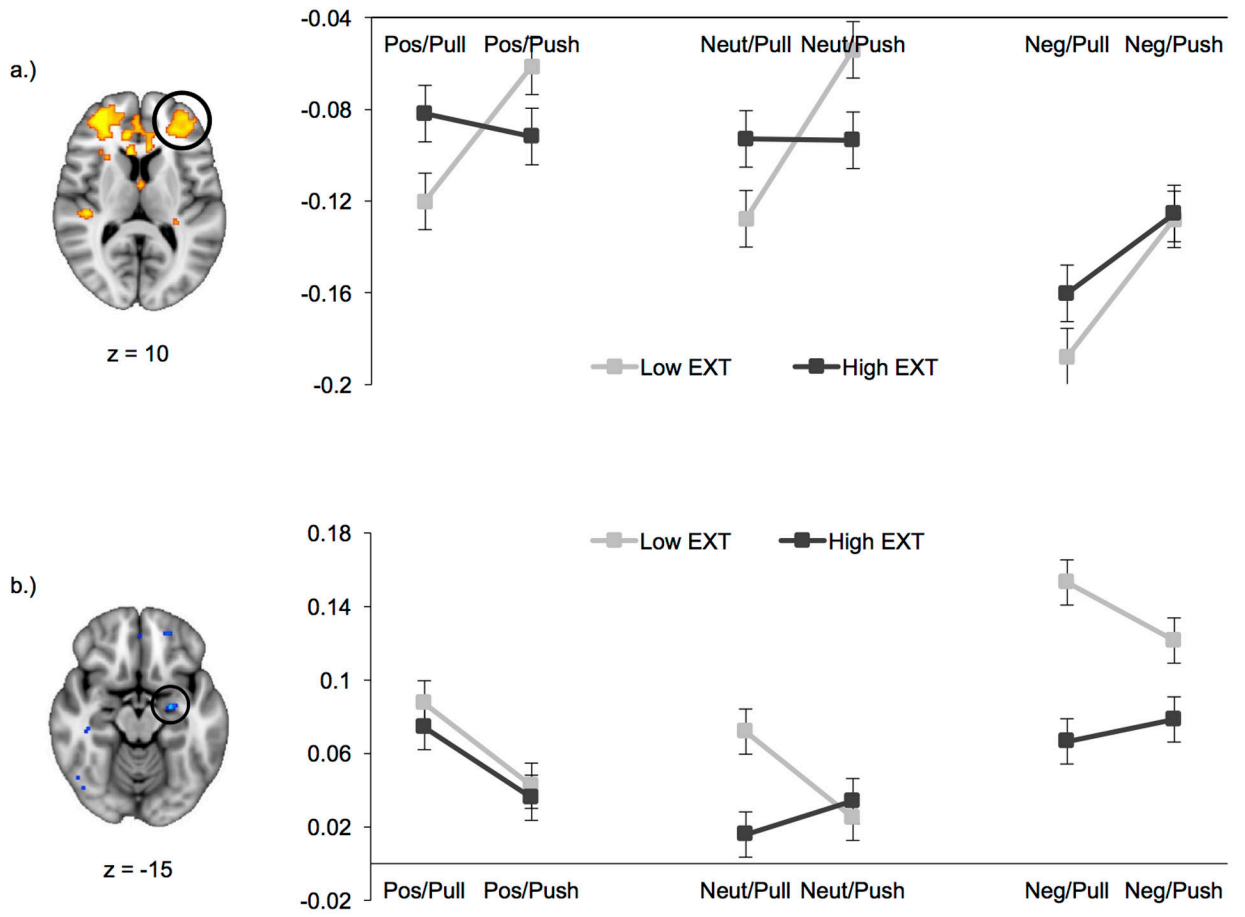 a.)
z = 10
-0.04
-0.08
-0.12
-0.16
-0.2
Pos/Pull Pos/Push Neut/Pull Neut/Push Neg/Pull Neg/Push
Low EXT High EXT
b.)
z = -15
0.18
0.14
0.1
0.06
0.02
-0.02
Low EXT High EXT
Pos/Pull Pos/Push Neut/Pull Neut/Push Neg/Pull Neg/Push